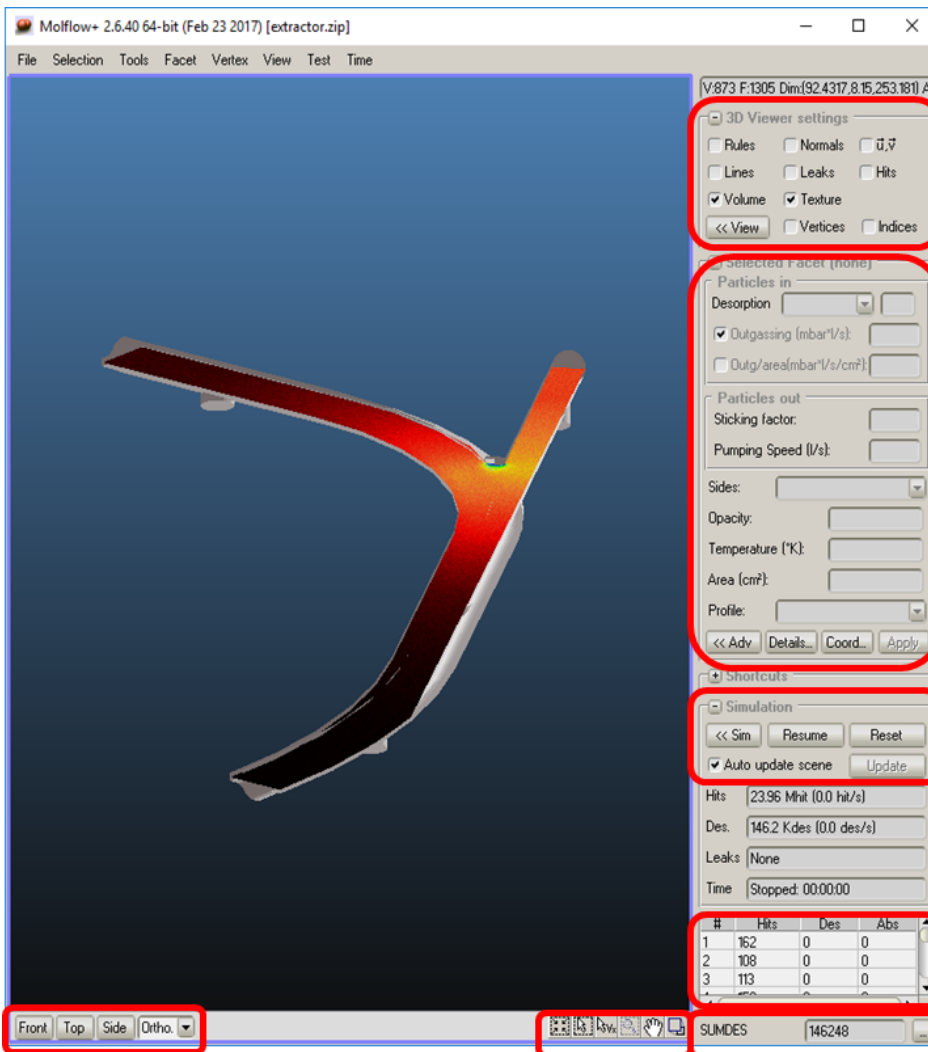 Molflow+ 2.6.40 64-bit (Feb 23 2017) [extractor.zip]
File Selection Tools Facet Vertex View Test Time
V:873 F:1305 Dim:(92.4317,8.15,253.181) A
3D Viewer settings
Rules Normals u,v
Lines Leaks Hits
Volume Texture
<< View Vertices Indices
Selected Facet (none)
Particles in
Desorption
Outgassing (mbar*l/s):
Outg/area(mbar*l/s/cm²):
Particles out
Sticking factor:
Pumping Speed (l/s):
Sides:
Opacity:
Temperature (°K):
Area (cm²):
Profile:
<< Adv Details... Coord... Apply
Shortcuts
Simulation
<< Sim Resume Reset
Auto update scene Update
Hits 23.96 Mhit (0.0 hit/s)
Des. 146.2 Kdes (0.0 des/s)
Leaks None
Time Stopped: 00:00:00
# Hits Des Abs
1 162 0 0
2 108 0 0
3 113 0 0
Front Top Side Ortho.
SUMDES 146248 ...